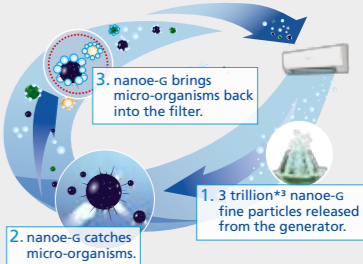 3. nanoe-G brings
micro-organisms back
into the filter.
1. 3 trillion*³ nanoe-G
fine particles released
from the generator.
2. nanoe-G catches
micro-organisms.